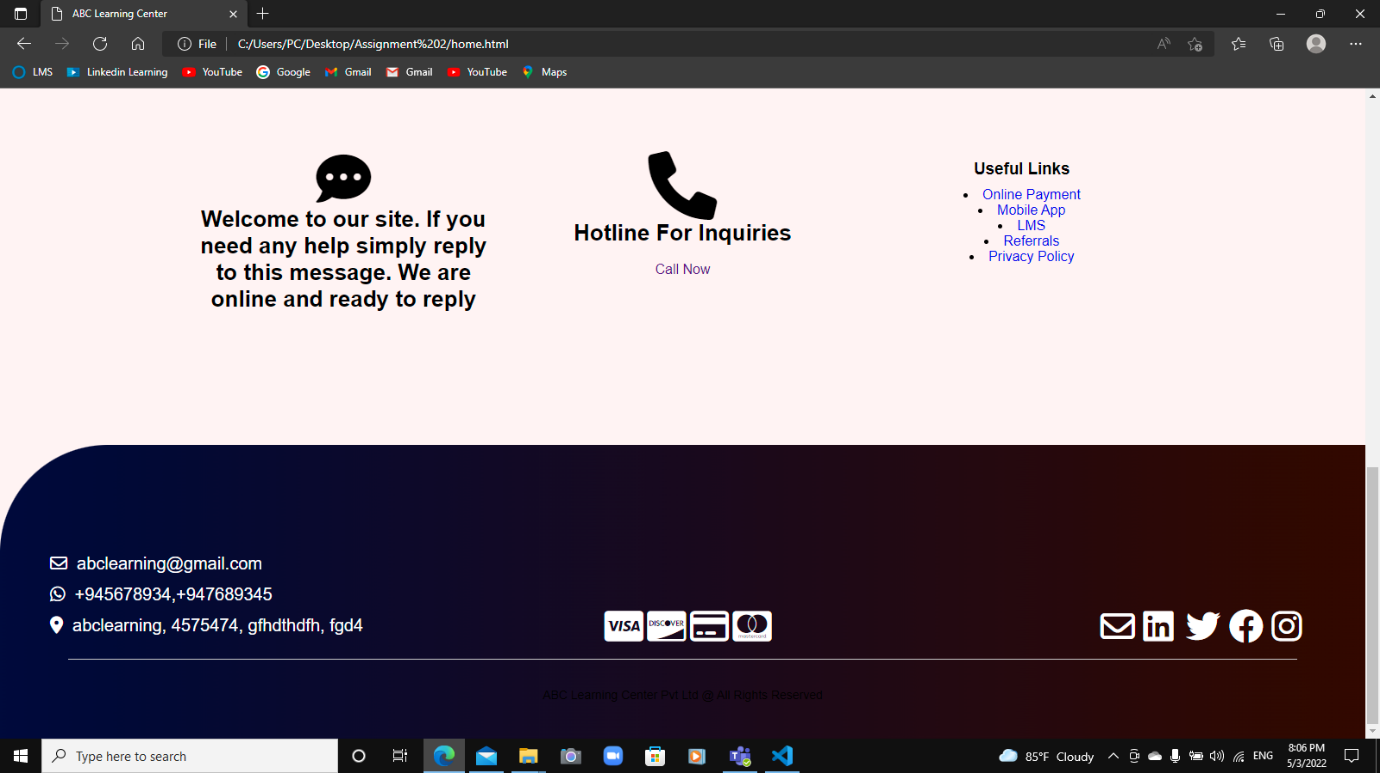 ABC Learning Center
File
C:/Users/PC/Desktop/Assignment%202/home.html
LMS
Linkedin Learning
YouTube
Google
Gmail
Gmail
YouTube
Maps
Welcome to our site. If you
need any help simply reply
to this message. We are
online and ready to reply
Hotline For Inquiries
Call Now
Useful Links
Online Payment
Mobile App
LMS
Referrals
Privacy Policy
abclearning@gmail.com
+945678934,+947689345
abclearning, 4575474, gfhdthdfh, fgd4
VISA
DISCOVER
mastercard
ABC Learning Center Pvt Ltd @ All Rights Reserved
Type here to search
85°F Cloudy
ENG
8:06 PM
5/3/2022